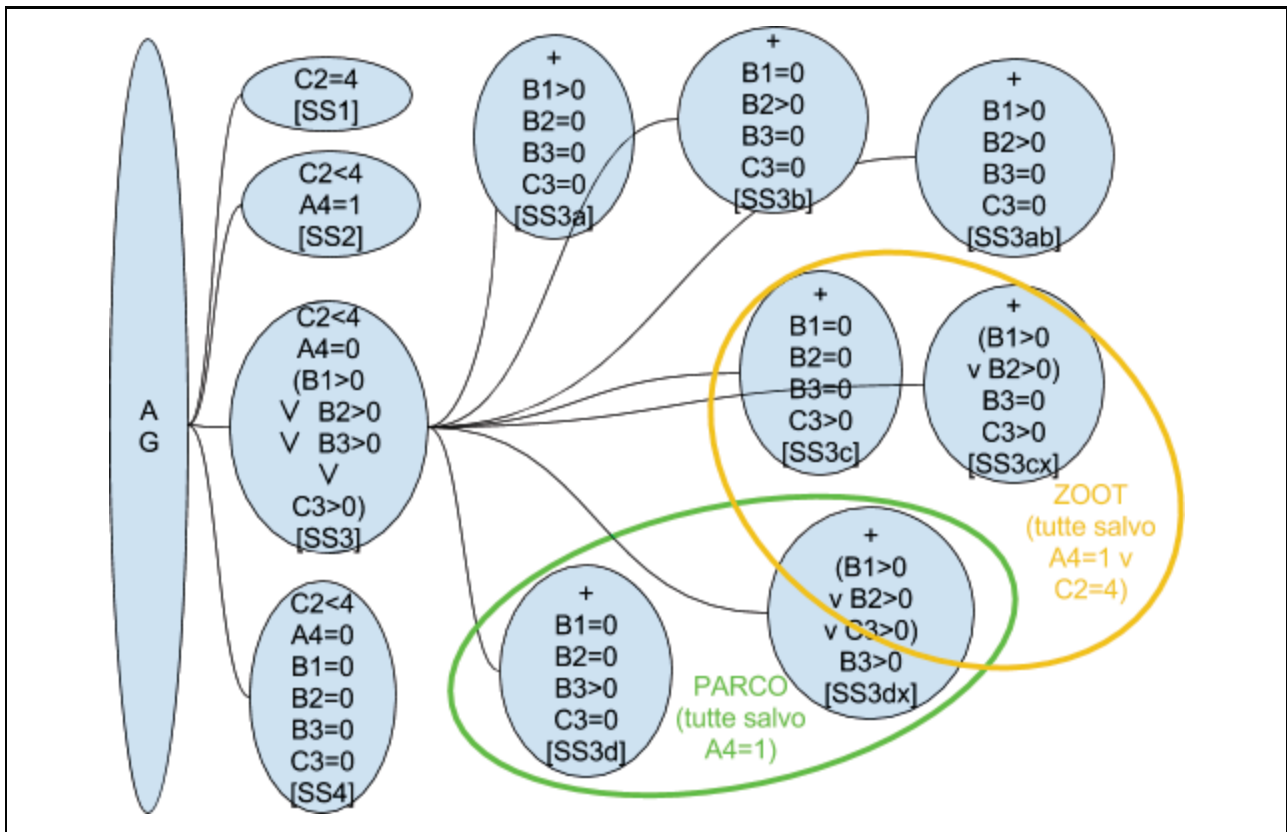 A
G
C2=4
[SS1]
C2<4
A4=1
[SS2]
C2<4
A4=0
(B1>0
V B2>0
V B3>0
V
C3>0)
[SS3]
C2<4
A4=0
B1=0
B2=0
B3=0
C3=0
[SS4]
+
B1>0
B2=0
B3=0
C3=0
[SS3a]
+
B1=0
B2>0
B3=0
C3=0
[SS3b]
+
B1>0
B2>0
B3=0
C3=0
[SS3ab]
+
B1=0
B2=0
B3=0
C3>0
[SS3c]
+
(B1>0
v B2>0)
B3=0
C3>0
[SS3cx]
ZOOT
(tutte salvo
A4=1 v
C2=4)
+
B1=0
B2=0
B3>0
C3=0
[SS3d]
PARCO
(tutte salvo
A4=1)
+
(B1>0
v B2>0
v C3>0)
B3>0
[SS3dx]